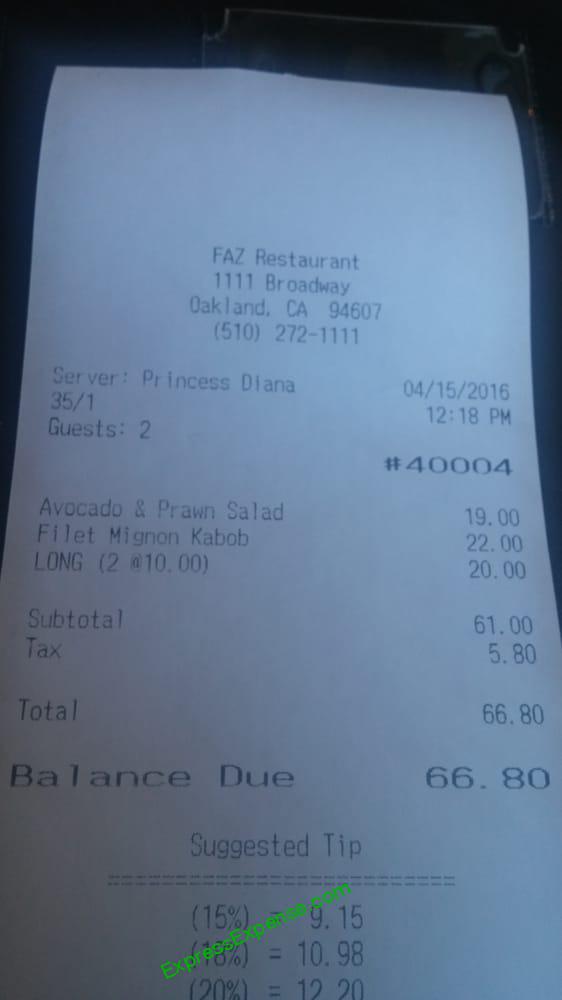 FAZ Restaurant
1111 Broadway
Oakland, CA 94607
(510) 272-1111
Server: Princess Diana 04/15/2016
35/1 12:18 PM
Guests: 2
#40004
Avocado & Prawn Salad 19.00
Filet Mignon Kabob 22.00
LONG (2 @10.00) 20.00
Subtotal 61.00
Tax 5.80
Total 66.80
Balance Due 66.80
Suggested Tip
==================================
(15%) = 9.15
(18%) = 10.98
(20%) = 12.20
ExpressExpense.com